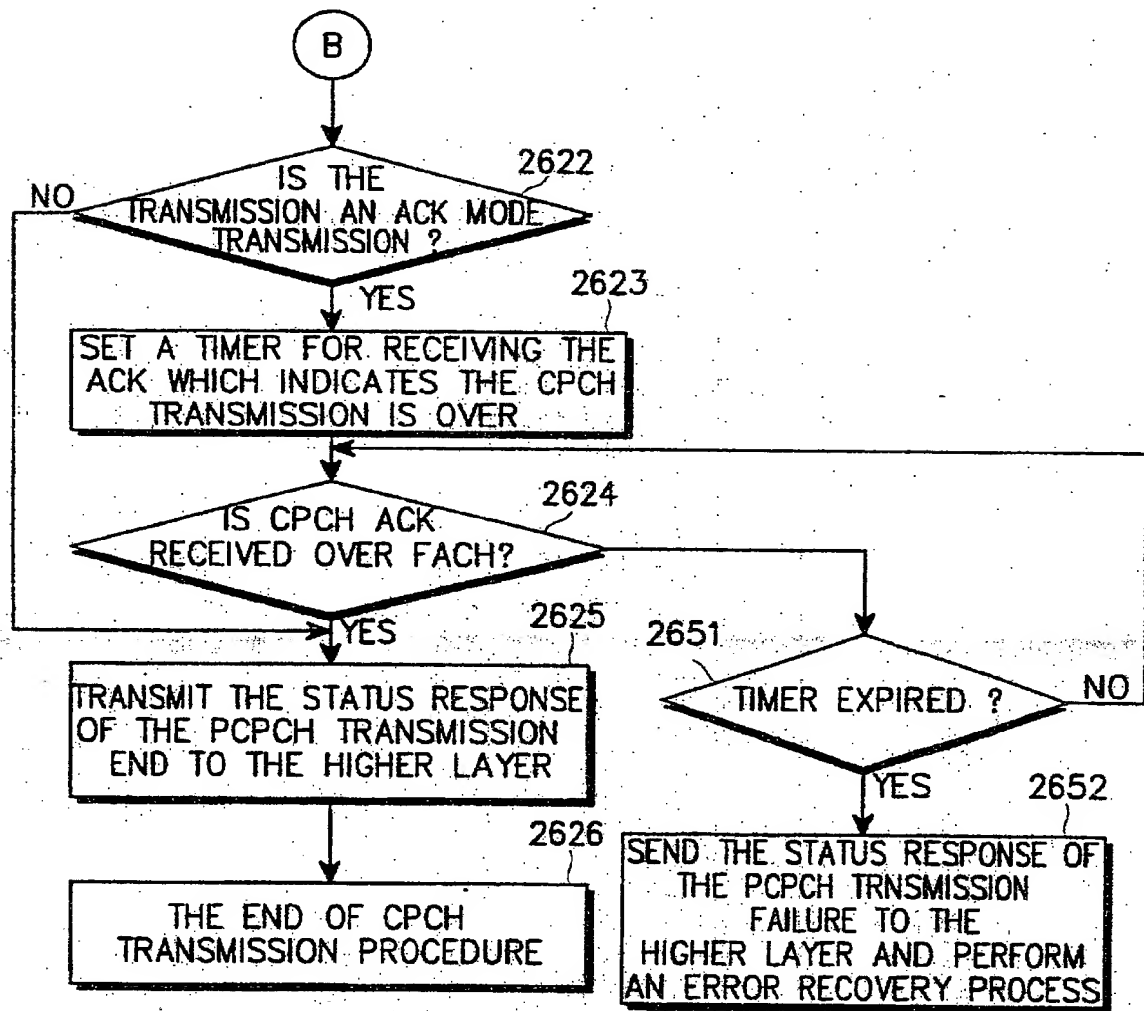 B
2622
IS THE
TRANSMISSION AN ACK MODE
TRANSMISSION ?
NO
YES
2623
SET A TIMER FOR RECEIVING THE
ACK WHICH INDICATES THE CPCH
TRANSMISSION IS OVER
2624
IS CPCH ACK
RECEIVED OVER FACH?
YES
2625
TRANSMIT THE STATUS RESPONSE
OF THE PCPCH TRANSMISSION
END TO THE HIGHER LAYER
2626
THE END OF CPCH
TRANSMISSION PROCEDURE
2651
TIMER EXPIRED ?
NO
YES
2652
SEND THE STATUS RESPONSE OF
THE PCPCH TRNSMISSION
FAILURE TO THE
HIGHER LAYER AND PERFORM
AN ERROR RECOVERY PROCESS